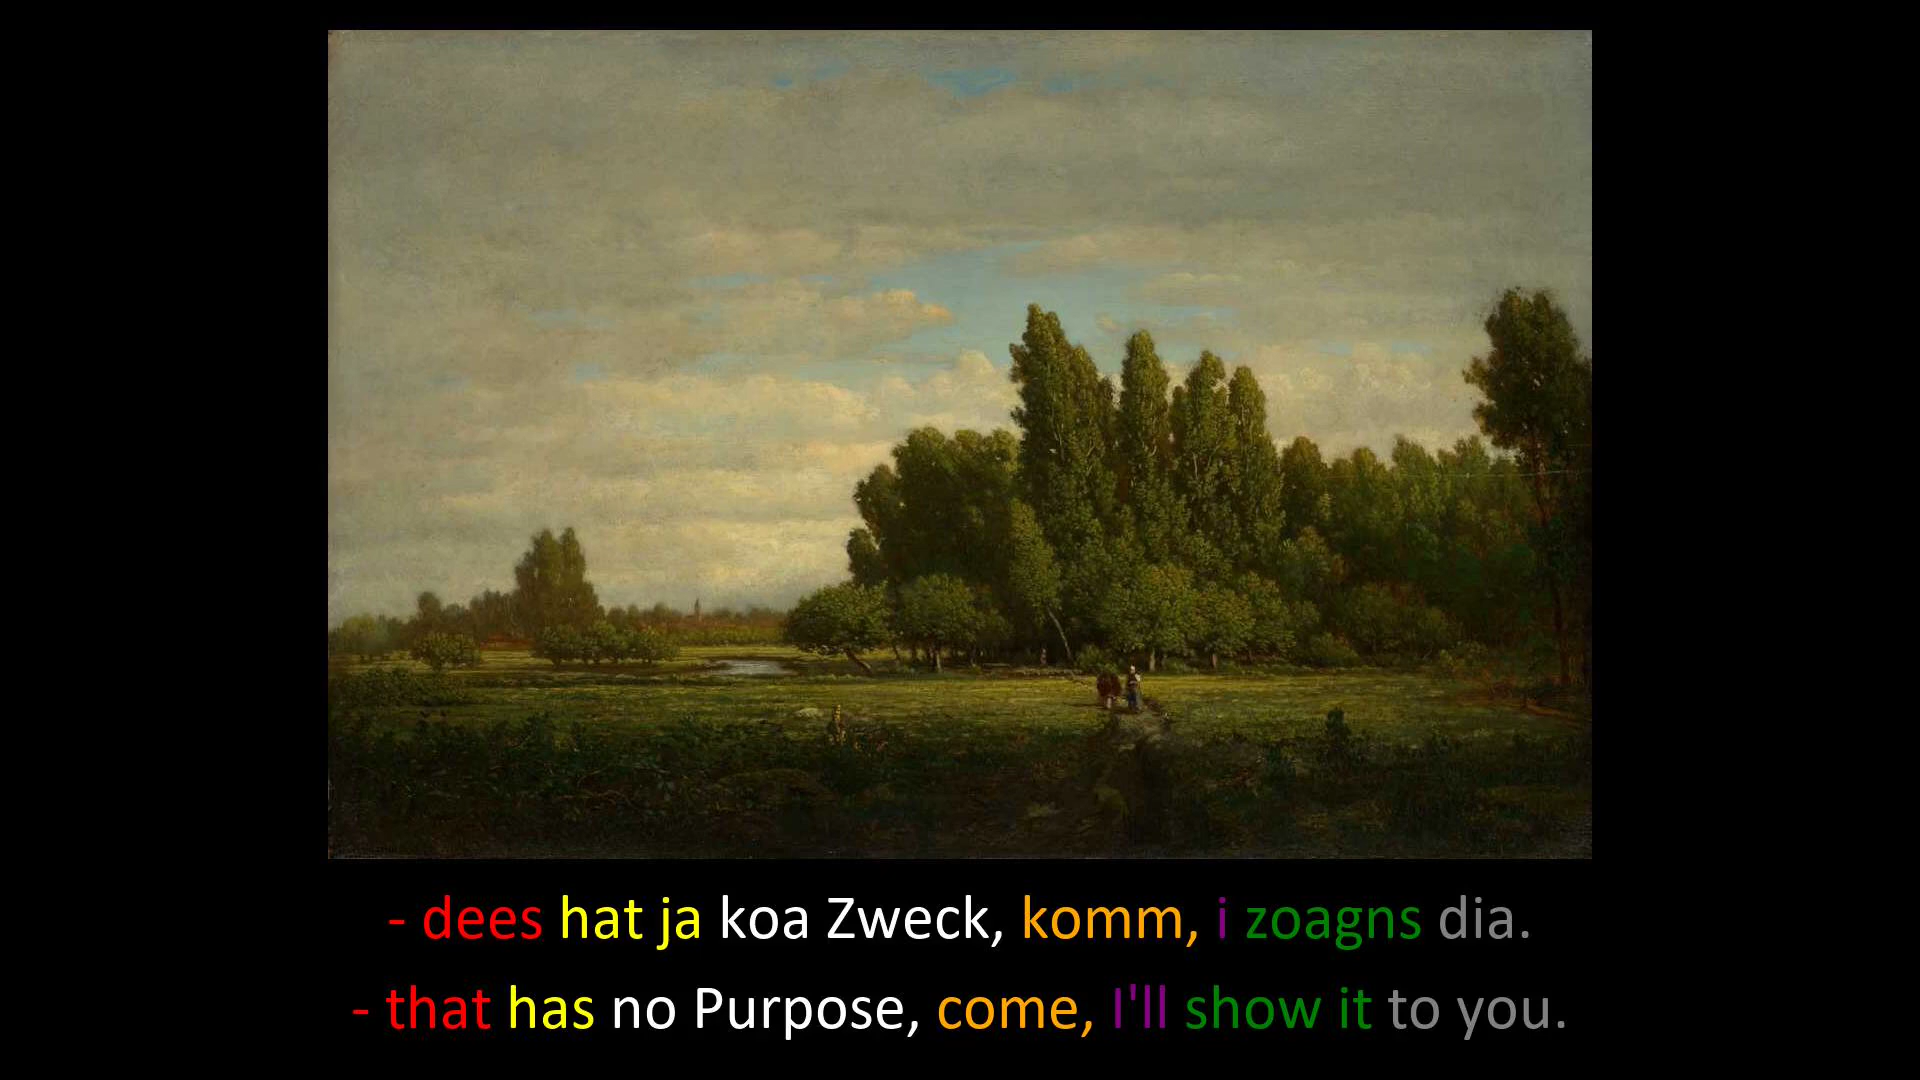 - dees hat ja koa Zweck, komm, i zoagns dia.
- that has no Purpose, come, I'll show it to you.